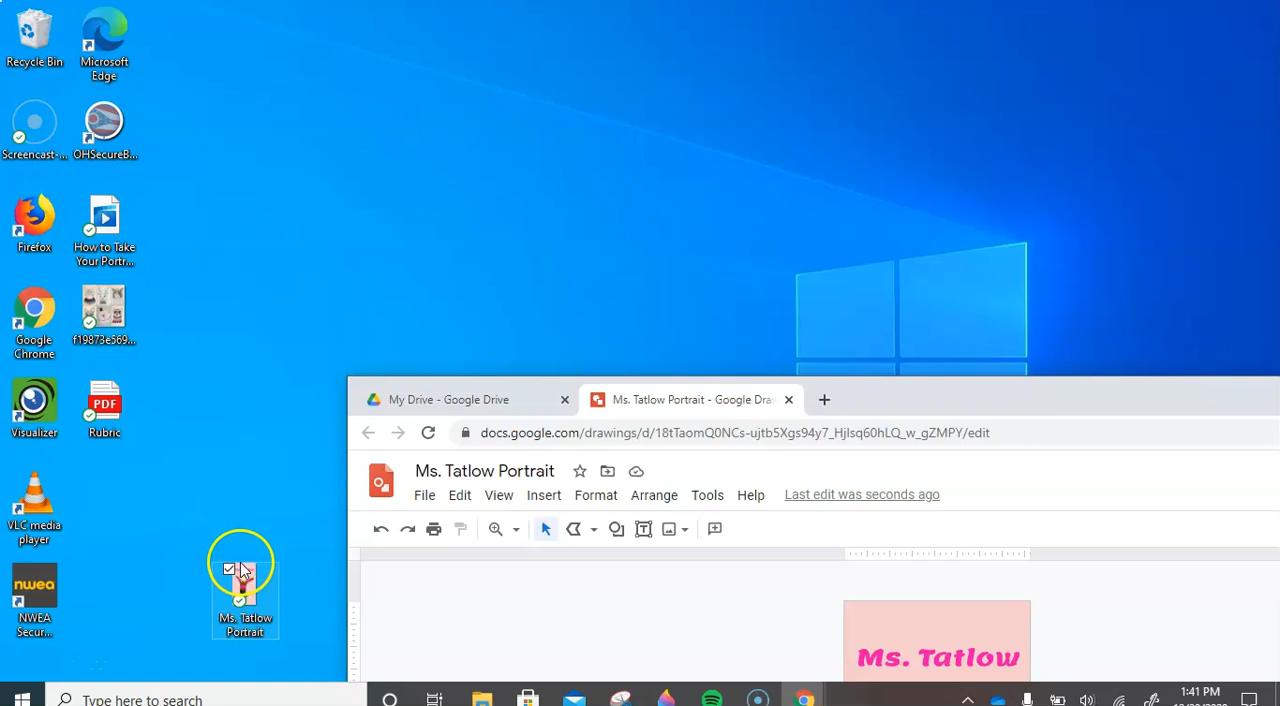 Recycle Bin
Microsoft
Edge
Screencast-...
OHSecureB...
Firefox
How to Take
Your Portr...
Google
Chrome
f19873e569...
Visualizer
PDF
Rubric
VLC media
player
nwea
NWEA
Secur...
Ms. Tatlow
Portrait
My Drive - Google Drive
Ms. Tatlow Portrait - Google Dra
docs.google.com/drawings/d/18tTaomQ0NCs-ujtb5Xgs94y7_Hjlsq60hLQ_w_gZMPY/edit
Ms. Tatlow Portrait
File Edit View Insert Format Arrange Tools Help Last edit was seconds ago
Ms. Tatlow
Type here to search
1:41 PM